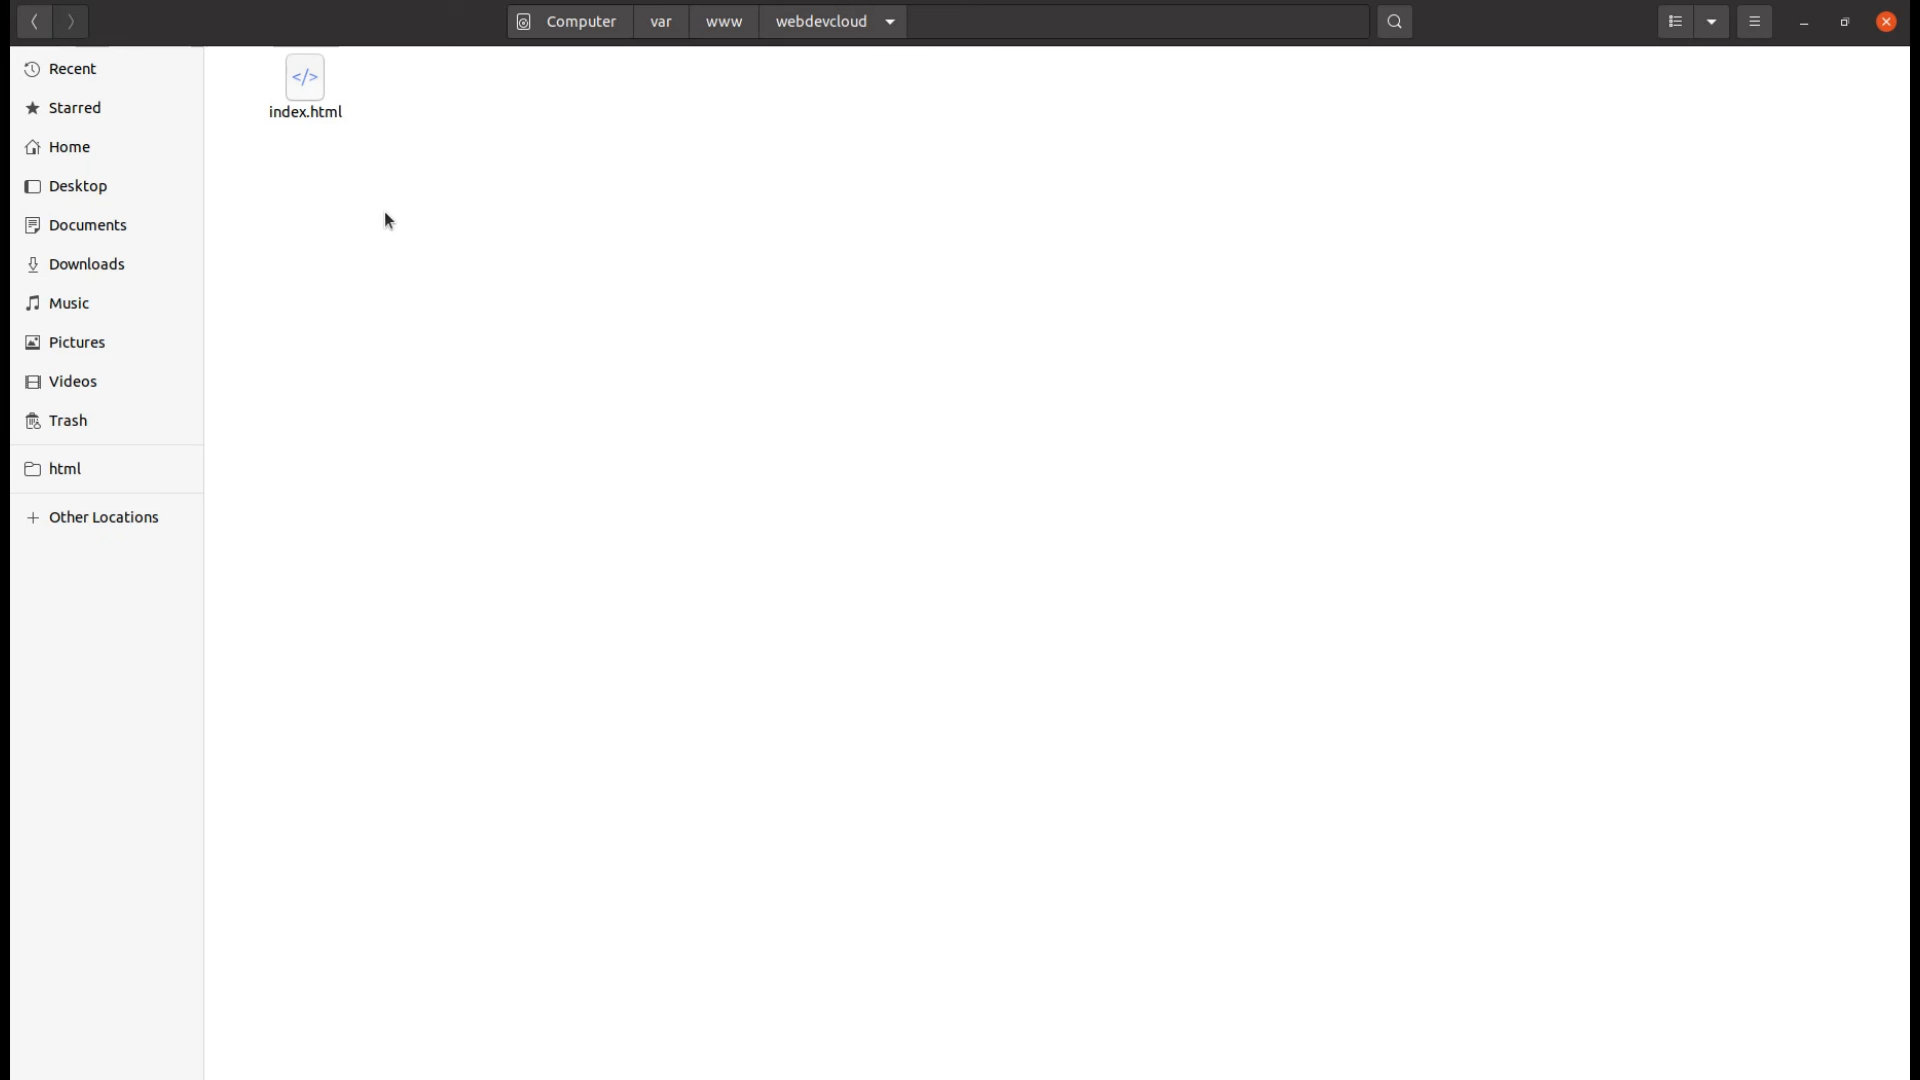 Computer var www webdevcloud
Recent
Starred
Home
Desktop
Documents
Downloads
Music
Pictures
Videos
Trash
html
Other Locations
</>
index.html